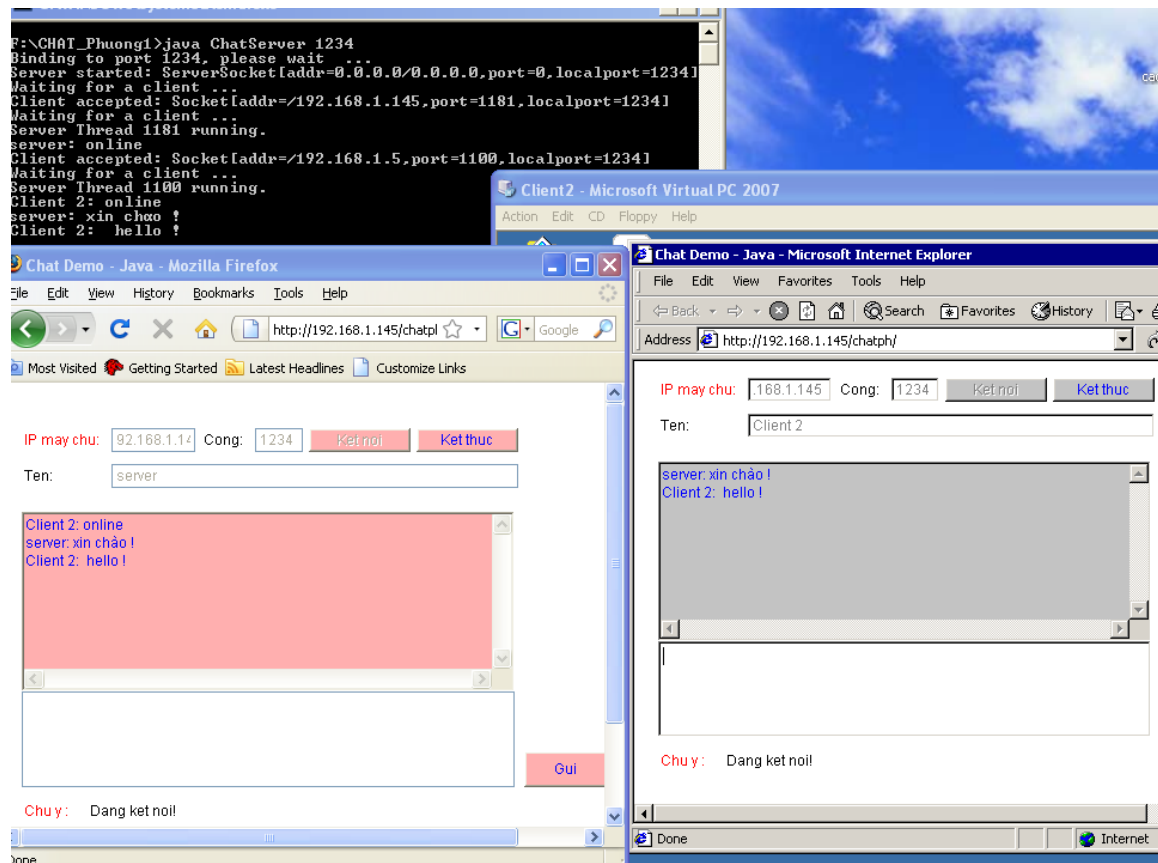 F:\CHAT_Phuong1>java ChatServer 1234
Binding to port 1234, please wait  ...
Server started: ServerSocket[addr=0.0.0.0/0.0.0.0,port=0,localport=1234]
Waiting for a client ...
Client accepted: Socket[addr=/192.168.1.145,port=1181,localport=1234]
Waiting for a client ...
Server Thread 1181 running.
server: online
Client accepted: Socket[addr=/192.168.1.5,port=1100,localport=1234]
Waiting for a client ...
Server Thread 1100 running.
Client 2: online
server: xin chαo !
Client 2:  hello !
Client2 - Microsoft Virtual PC 2007
Action Edit CD Floppy Help
Chat Demo - Java - Mozilla Firefox
File Edit View History Bookmarks Tools Help
http://192.168.1.145/chatpl
G Google
Most Visited Getting Started Latest Headlines Customize Links
IP may chu: 92.168.1.14 Cong: 1234 Ket noi Ket thuc
Ten: server
Client 2: online
server: xin chào !
Client 2:  hello !
Gui
Chu y : Dang ket noi!
Done
Chat Demo - Java - Microsoft Internet Explorer
File Edit View Favorites Tools Help
Back Search Favorites History
Address http://192.168.1.145/chatph/
IP may chu: .168.1.145 Cong: 1234 Ket noi Ket thuc
Ten: Client 2
server: xin chào !
Client 2:  hello !
Chu y : Dang ket noi!
Done Internet